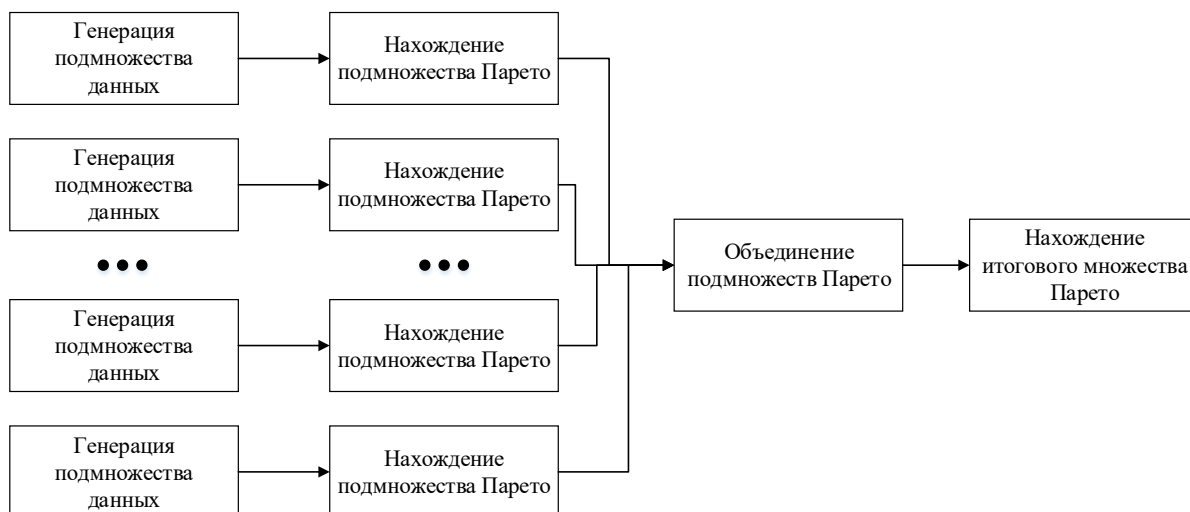 Генерация
подмножества
данных
Нахождение
подмножества Парето
Генерация
подмножества
данных
Нахождение
подмножества Парето
Генерация
подмножества
данных
Нахождение
подмножества Парето
Генерация
подмножества
данных
Нахождение
подмножества Парето
Объединение
подмножеств Парето
Нахождение
итогового множества
Парето